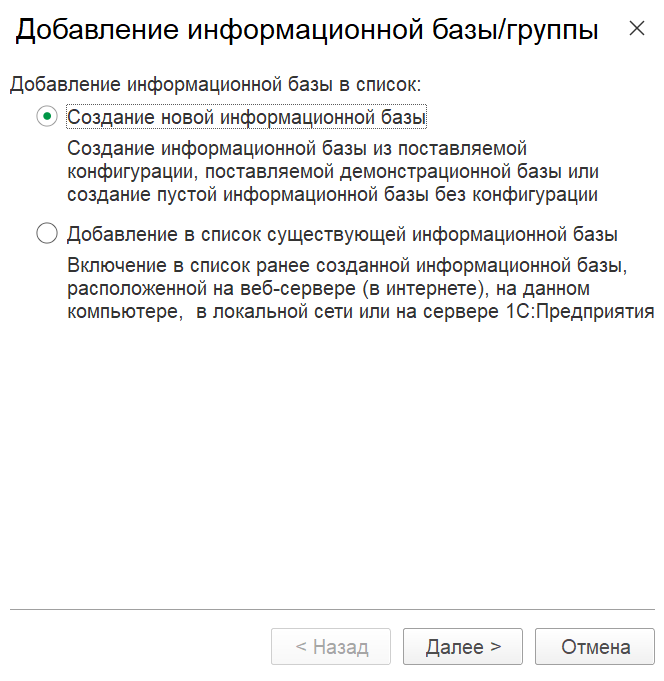 Добавление информационной базы/группы
Добавление информационной базы в список:
Создание новой информационной базы
Создание информационной базы из поставляемой
конфигурации, поставляемой демонстрационной базы или
создание пустой информационной базы без конфигурации
Добавление в список существующей информационной базы
Включение в список ранее созданной информационной базы,
расположенной на веб-сервере (в интернете), на данном
компьютере,  в локальной сети или на сервере 1С:Предприятия
< Назад
Далее >
Отмена